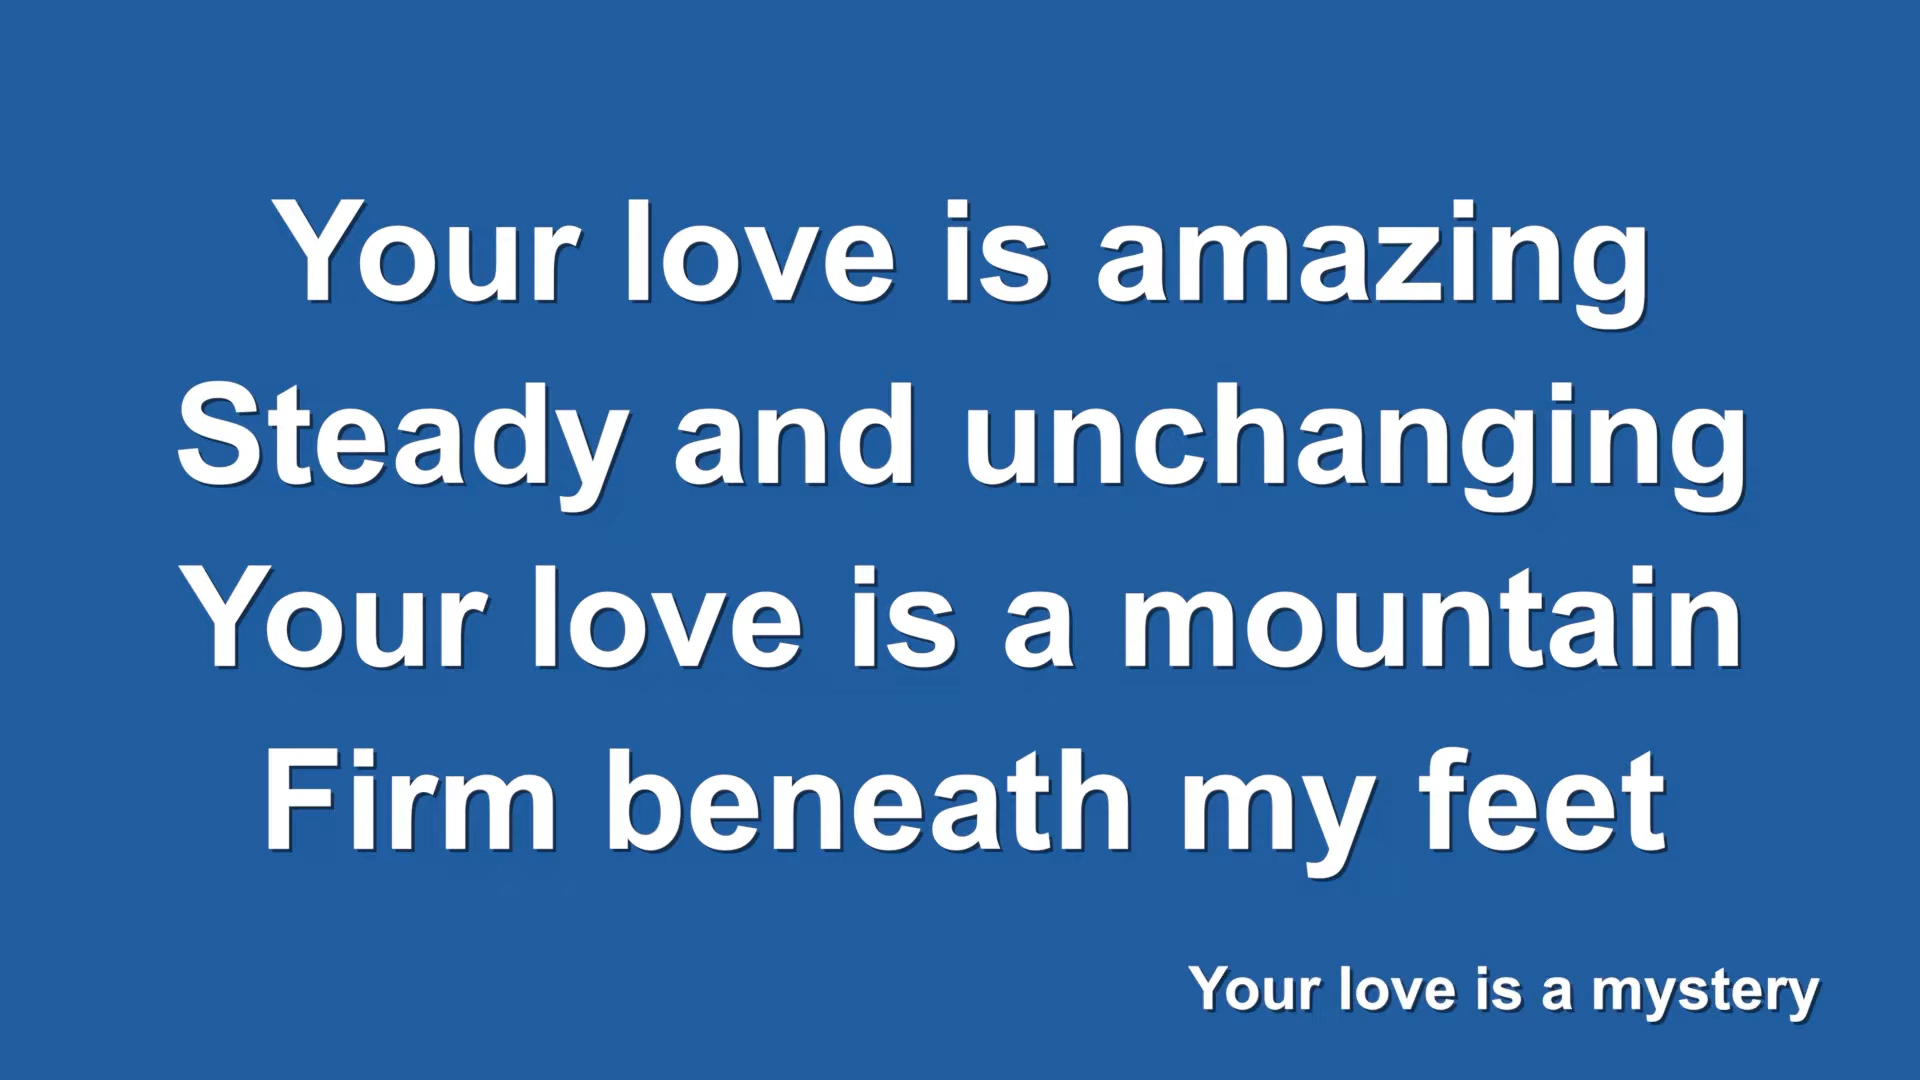 Your love is amazing
Steady and unchanging
Your love is a mountain
Firm beneath my feet
Your love is a mystery